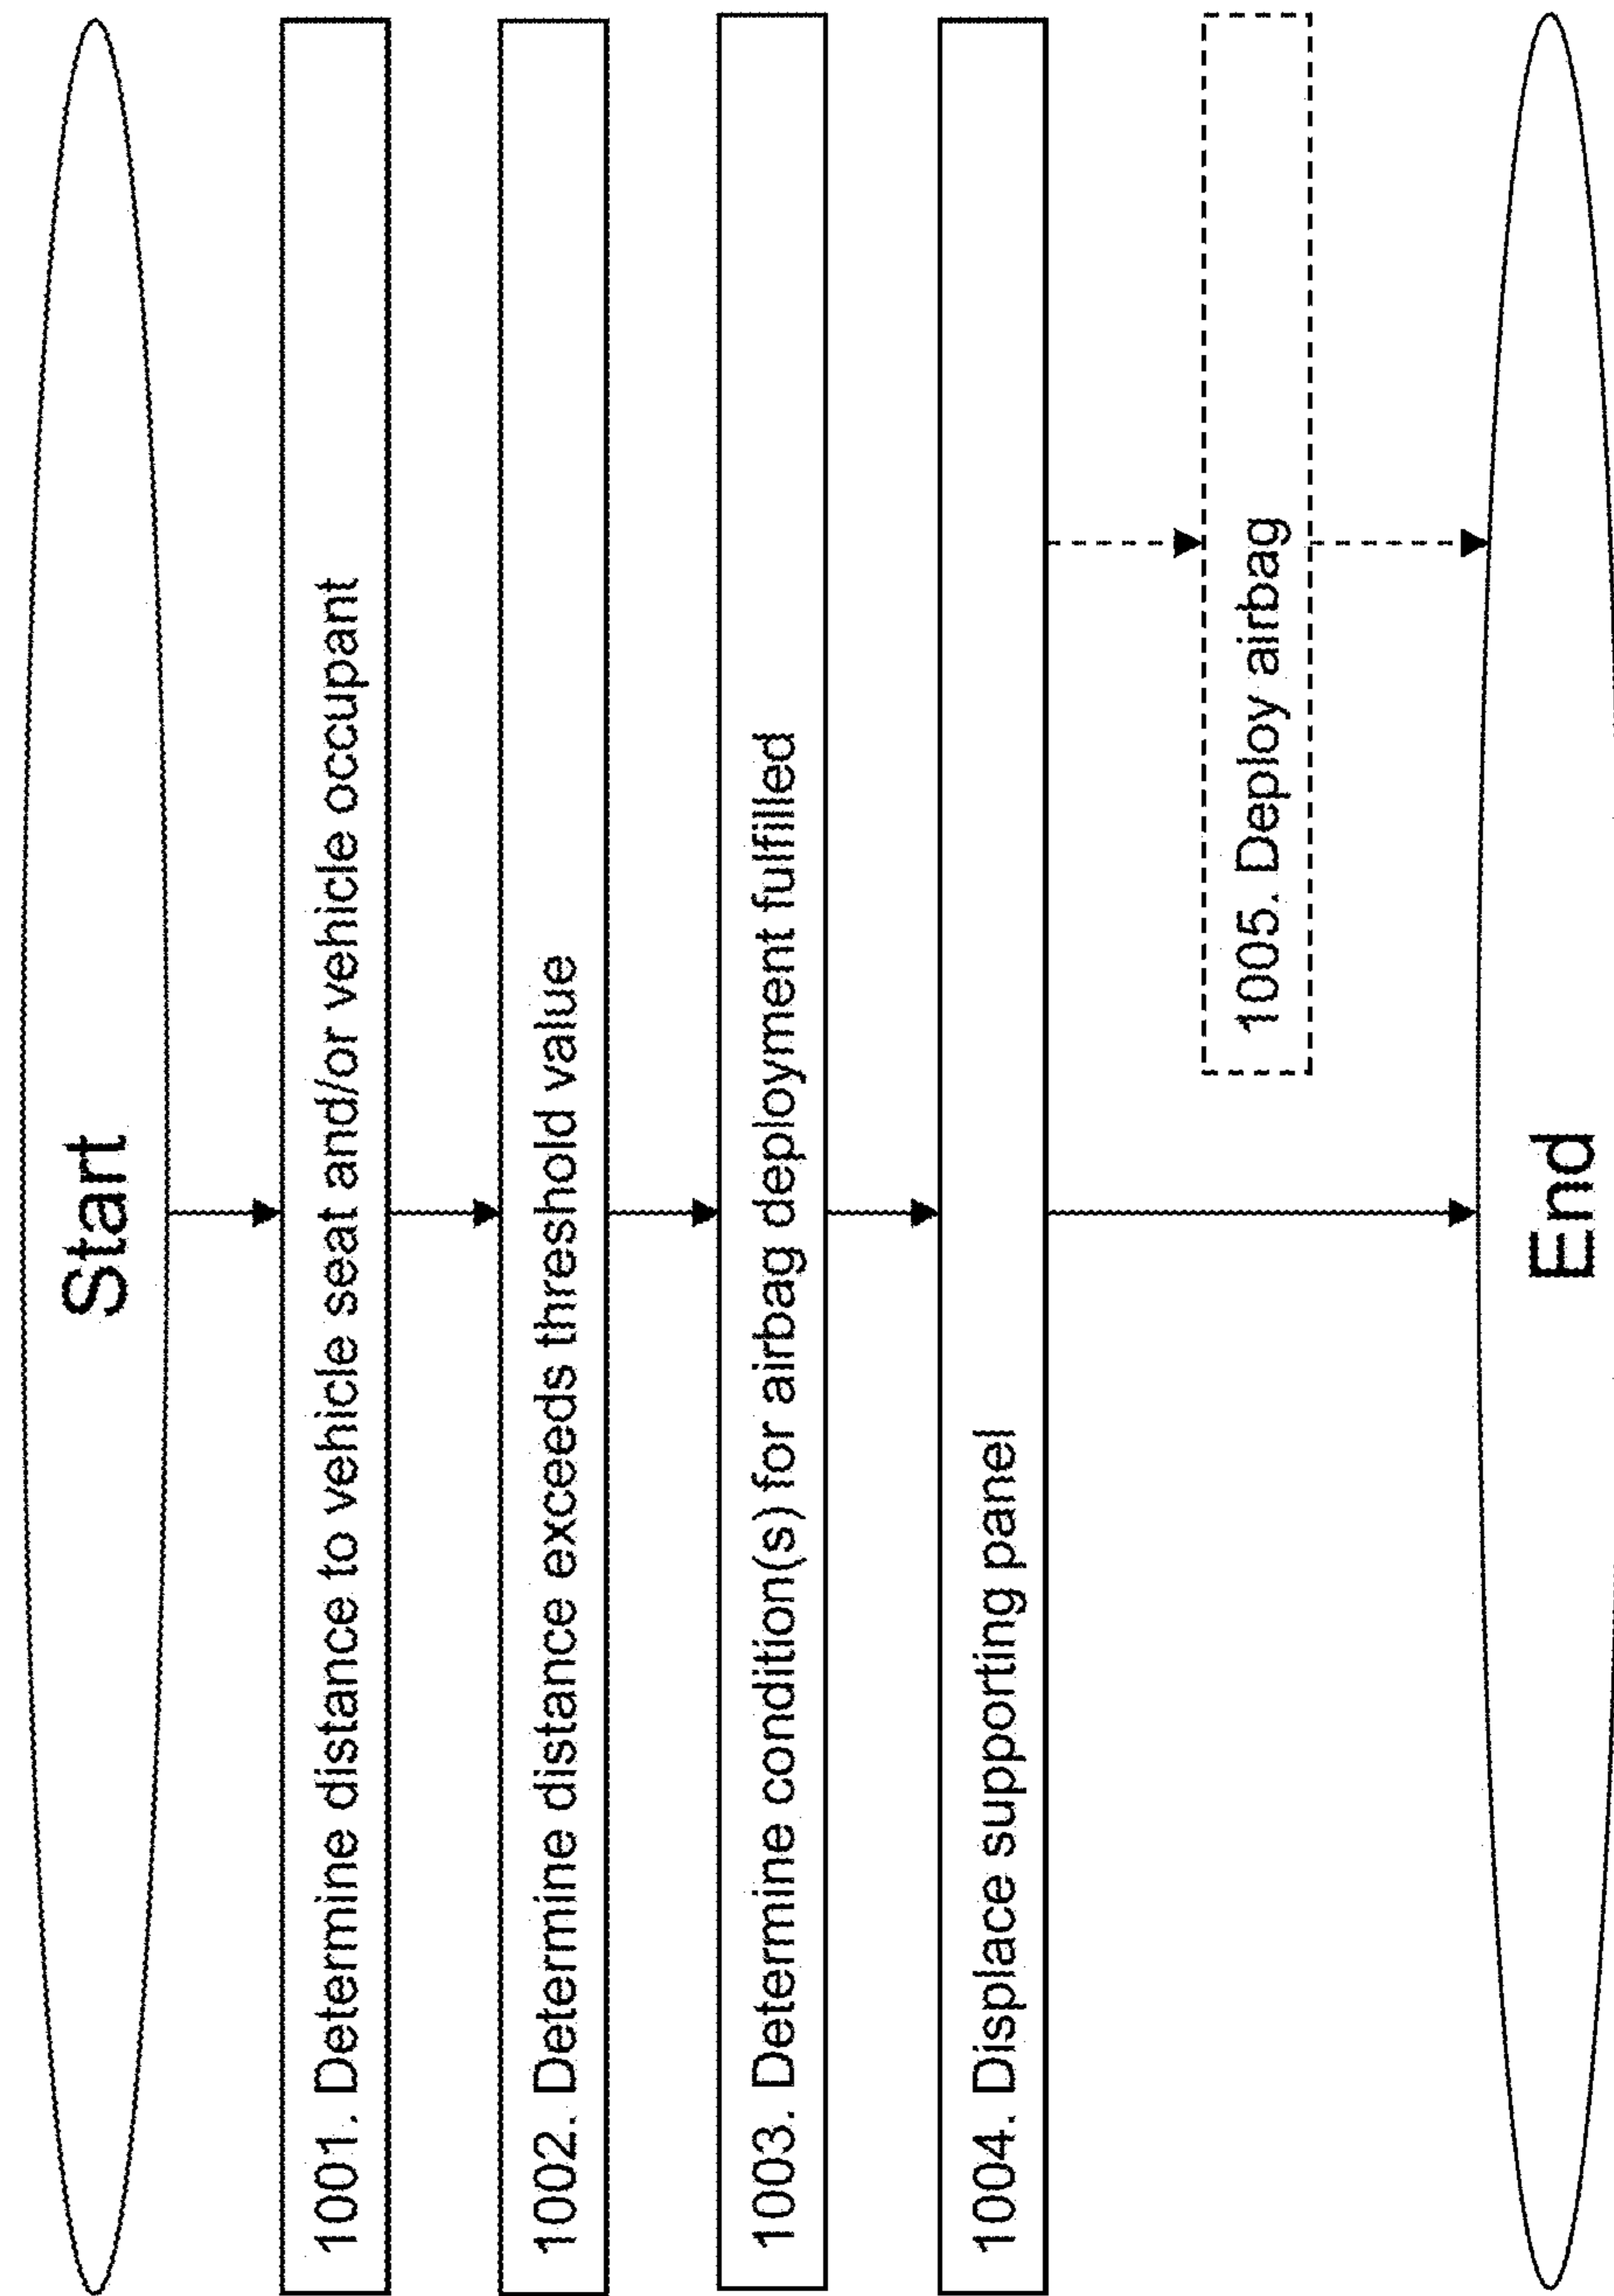 Start
1001. Determine distance to vehicle seat and/or vehicle occupant
1002. Determine distance exceeds threshold value
1003. Determine condition(s) for airbag deployment fulfilled
1004. Displace supporting panel
1005. Deploy airbag
End